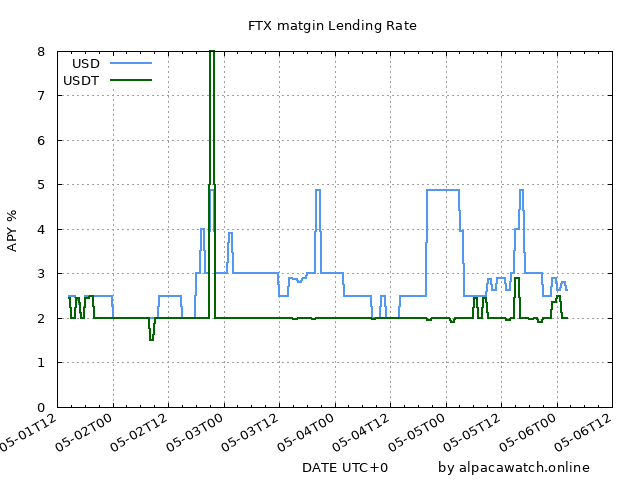 FTX matgin Lending Rate
USD
USDT
8
7
6
5
4
3
2
1
0
APY %
05-01T12
05-02T00
05-02T12
05-03T00
05-03T12
05-04T00
05-04T12
05-05T00
05-05T12
05-06T00
05-06T12
DATE UTC+0 by alpacawatch.online